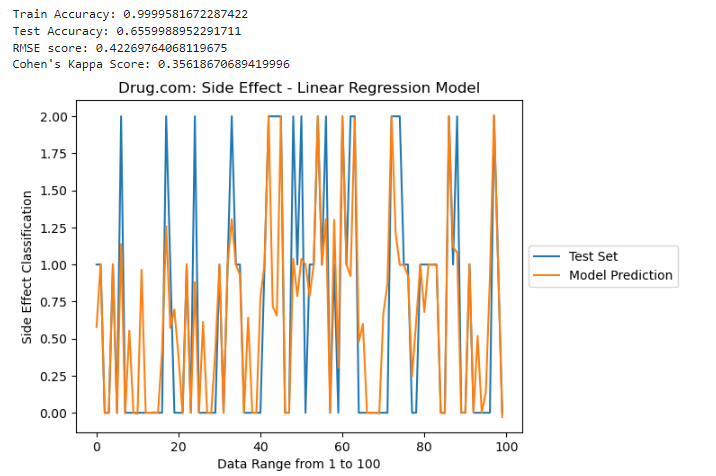 Train Accuracy: 0.9999581672287422
Test Accuracy: 0.6559988952291711
RMSE score: 0.42269764068119675
Cohen's Kappa Score: 0.35618670689419996
Drug.com: Side Effect - Linear Regression Model
2.00
1.75
1.50
1.25
1.00
0.75
0.50
0.25
0.00
Side Effect Classification
0 20 40 60 80 100
Data Range from 1 to 100
Test Set
Model Prediction